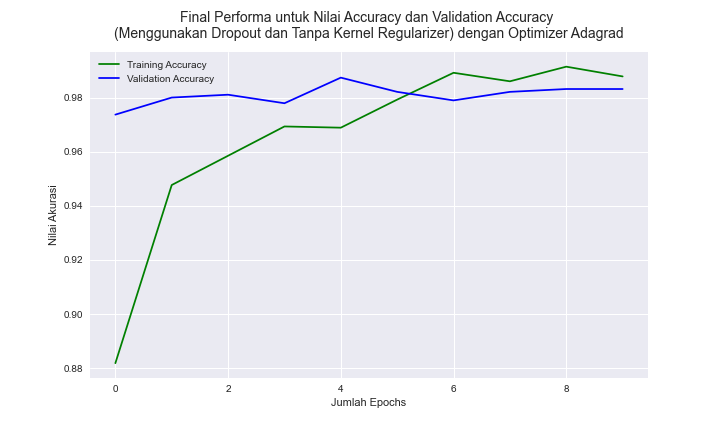 Final Performa untuk Nilai Accuracy dan Validation Accuracy
(Menggunakan Dropout dan Tanpa Kernel Regularizer) dengan Optimizer Adagrad
Training Accuracy
Validation Accuracy
0.98
0.96
0.94
0.92
0.90
0.88
Nilai Akurasi
0 2 4 6 8
Jumlah Epochs